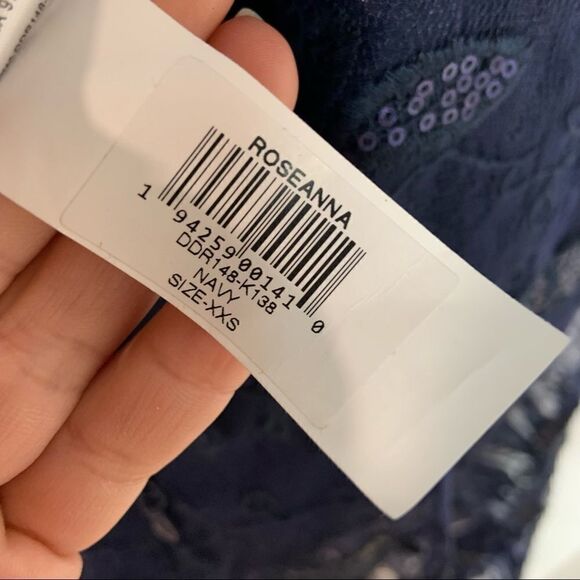 ROSEANNA
1 94259 00141 0
DDR148-K138
NAVY
SIZE-XXS